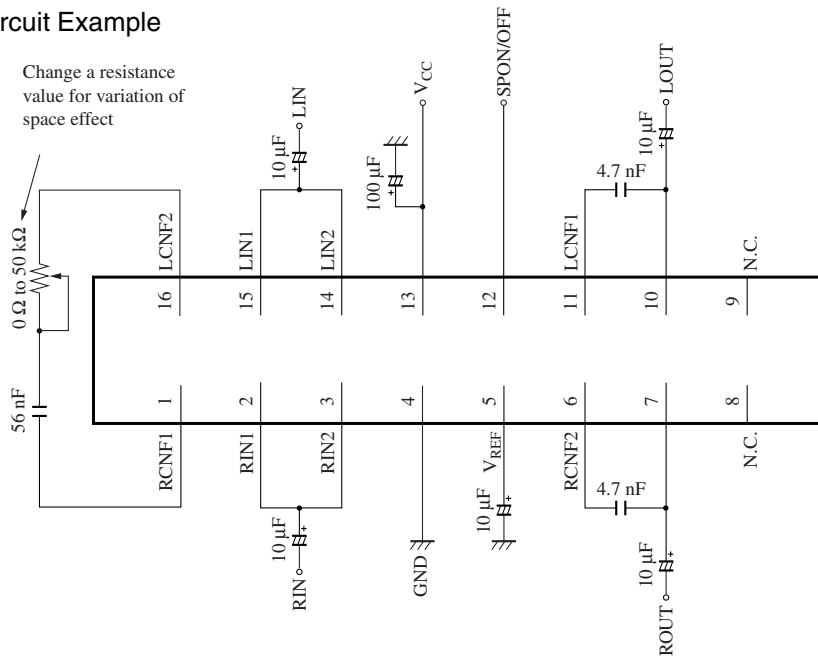 rcuit Example
Change a resistance
value for variation of
space effect
0 Ω to 50 kΩ
56 nF
LCNF2
LIN1
LIN2
LIN
10 µF
+
100 µF
+
VCC
SPON/OFF
LCNF1
4.7 nF
10 µF
+
LOUT
N.C.
16
15
14
13
12
11
10
9
1
2
3
4
5
6
7
8
RCNF1
RIN1
RIN2
VREF
RCNF2
N.C.
10 µF
+
RIN
GND
10 µF
+
4.7 nF
10 µF
+
ROUT